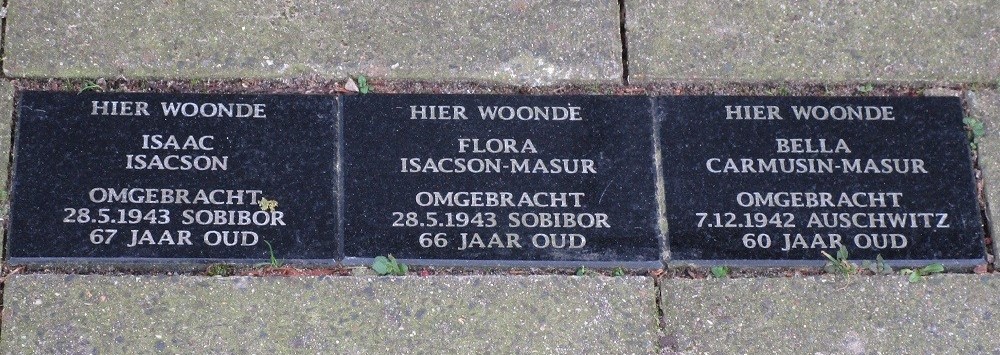 HIER WOONDE
ISAAC
ISACSON
OMGEBRACHT
28.5.1943 SOBIBOR
67 JAAR OUD
HIER WOONDE
FLORA
ISACSON-MASUR
OMGEBRACHT
28.5.1943 SOBIBOR
66 JAAR OUD
HIER WOONDE
BELLA
CARMUSIN-MASUR
OMGEBRACHT
7.12.1942 AUSCHWITZ
60 JAAR OUD